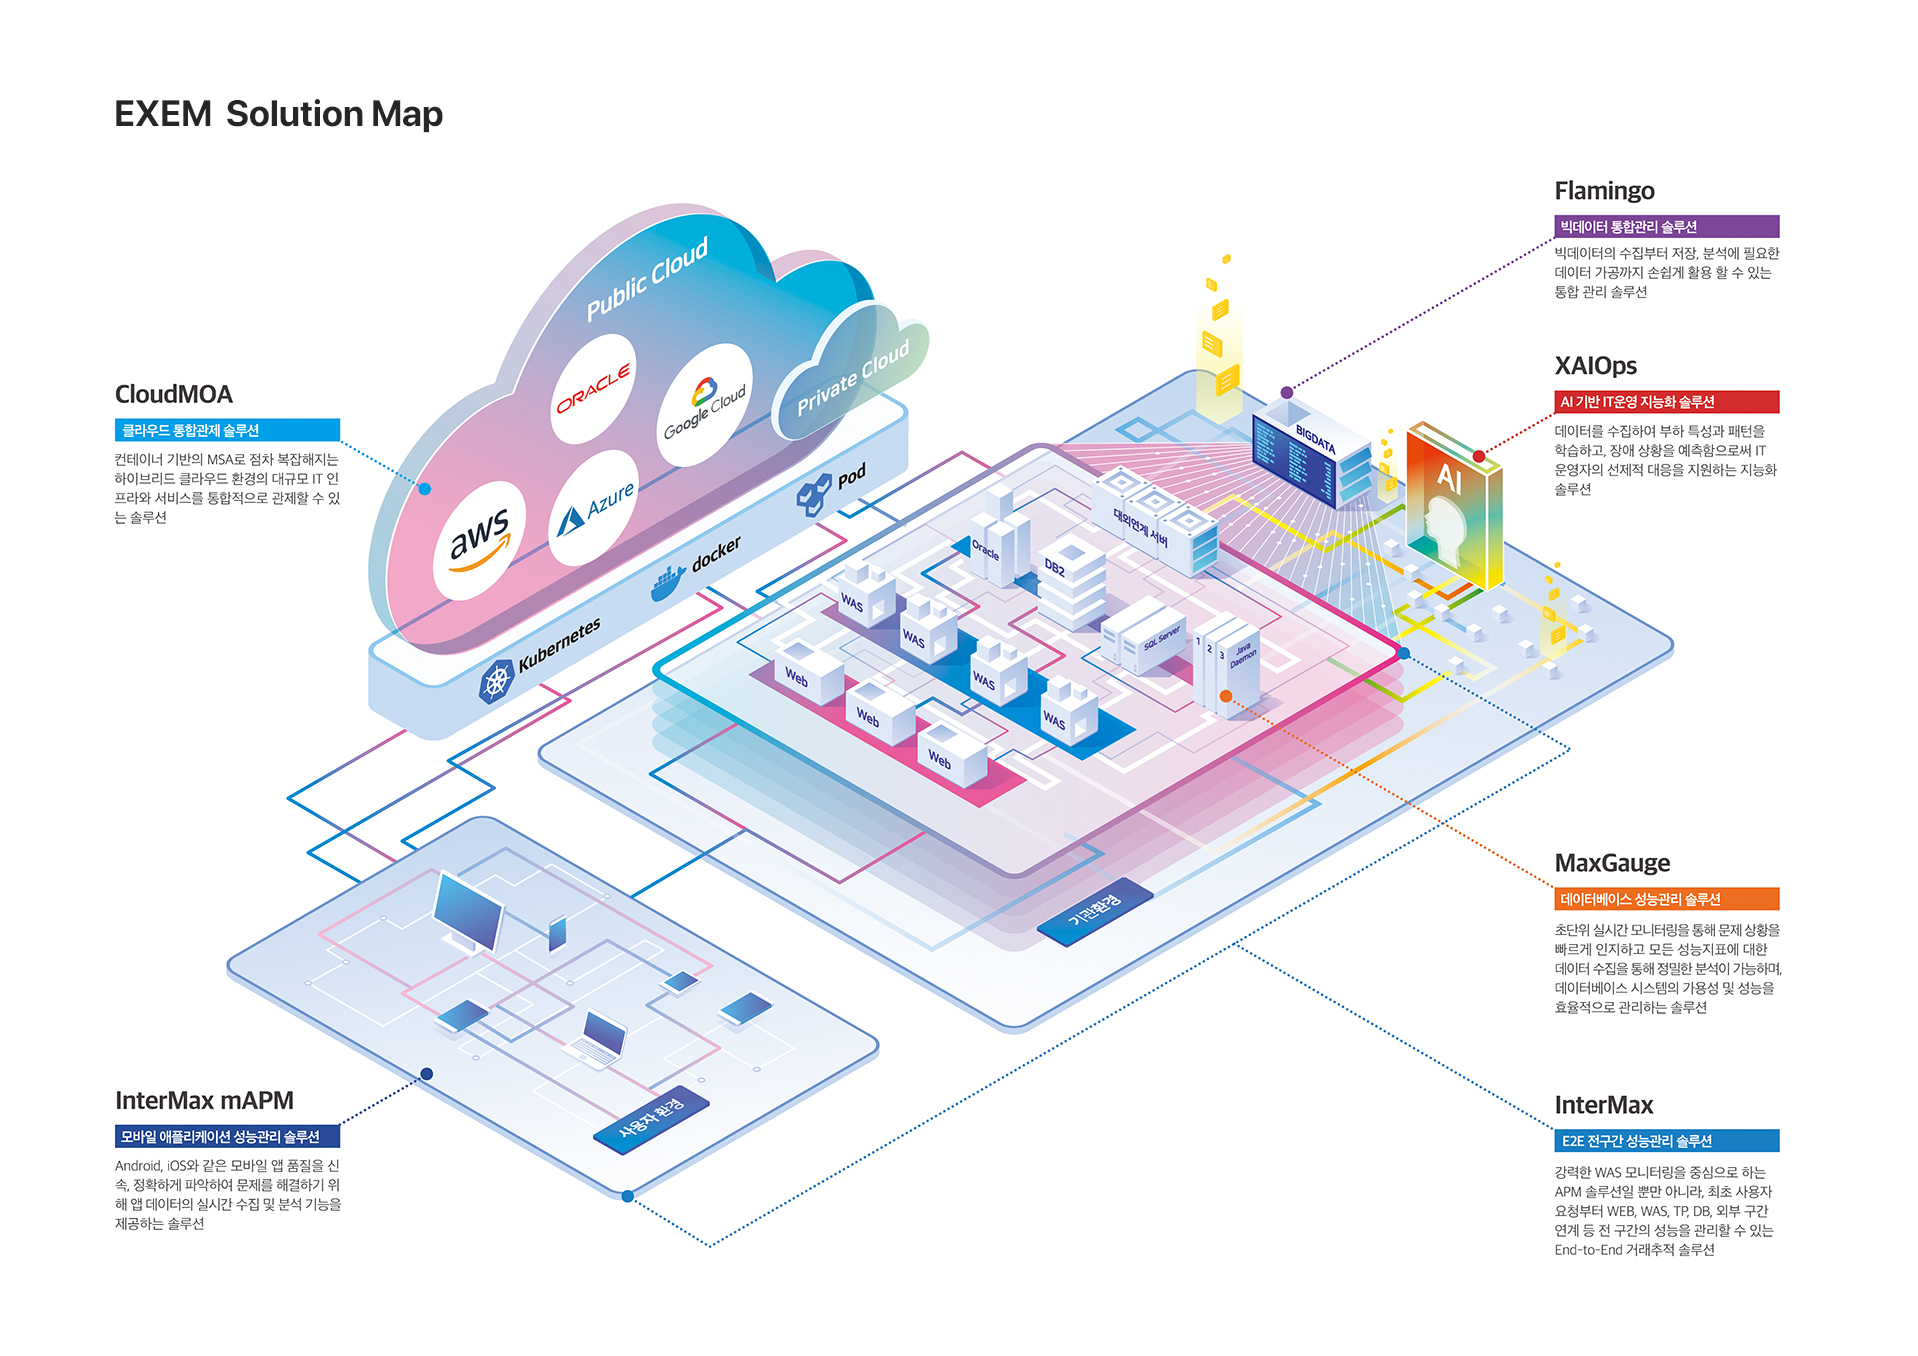 EXEM Solution Map
Flamingo
빅데이터 통합관리 솔루션
빅데이터의 수집부터 저장, 분석에 필요한
데이터 가공까지 손쉽게 활용 할 수 있는
통합 관리 솔루션
XAIOps
AI 기반 IT운영 지능화 솔루션
데이터를 수집하여 부하 특성과 패턴을
학습하고, 장애 상황을 예측함으로써 IT
운영자의 선제적 대응을 지원하는 지능화
솔루션
CloudMOA
클라우드 통합관제 솔루션
컨테이너 기반의 MSA로 점차 복잡해지는
하이브리드 클라우드 환경의 대규모 IT 인
프라와 서비스를 통합적으로 관제할 수 있
는 솔루션
Public Cloud
Private Cloud
ORACLE
Google Cloud
aws
Azure
Kubernetes
docker
Pod
BIGDATA
AI
대외연계 서버
Oracle
DB2
SQL Server
1 2 3
Java
Daemon
WAS
WAS
WAS
WAS
Web
Web
Web
기관환경
사용자 환경
MaxGauge
데이터베이스 성능관리 솔루션
초단위 실시간 모니터링을 통해 문제 상황을
빠르게 인지하고 모든 성능지표에 대한
데이터 수집을 통해 정밀한 분석이 가능하며,
데이터베이스 시스템의 가용성 및 성능을
효율적으로 관리하는 솔루션
InterMax mAPM
모바일 애플리케이션 성능관리 솔루션
Android, iOS와 같은 모바일 앱 품질을 신
속, 정확하게 파악하여 문제를 해결하기 위
해 앱 데이터의 실시간 수집 및 분석 기능을
제공하는 솔루션
InterMax
E2E 전구간 성능관리 솔루션
강력한 WAS 모니터링을 중심으로 하는
APM 솔루션일 뿐만 아니라, 최초 사용자
요청부터 WEB, WAS, TP, DB, 외부 구간
연계 등 전 구간의 성능을 관리할 수 있는
End-to-End 거래추적 솔루션